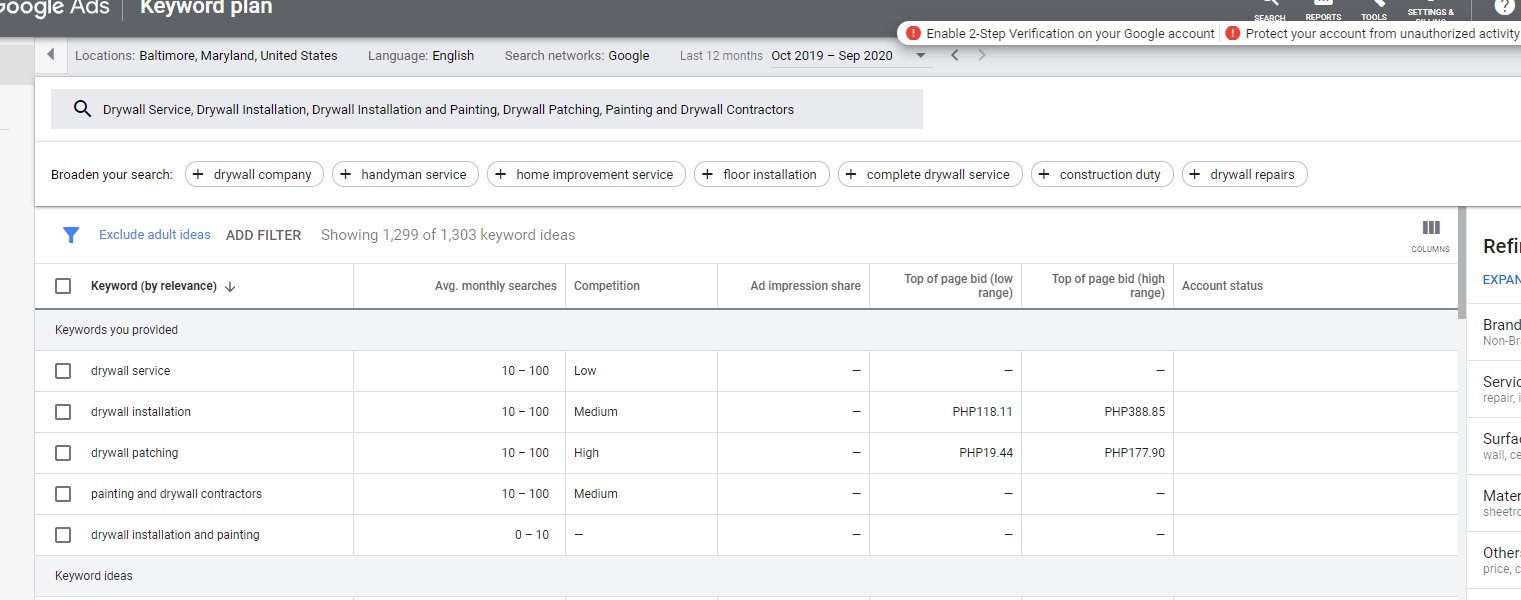 Google Ads Keyword plan
SEARCH REPORTS TOOLS SETTINGS &
BILLING
Enable 2-Step Verification on your Google account Protect your account from unauthorized activity
Locations: Baltimore, Maryland, United States Language: English Search networks: Google Last 12 months Oct 2019 – Sep 2020
Drywall Service, Drywall Installation, Drywall Installation and Painting, Drywall Patching, Painting and Drywall Contractors
Broaden your search: + drywall company + handyman service + home improvement service + floor installation + complete drywall service + construction duty + drywall repairs
Exclude adult ideas ADD FILTER Showing 1,299 of 1,303 keyword ideas
COLUMNS
Refi
EXPAN
Keyword (by relevance) Avg. monthly searches Competition Ad impression share Top of page bid (low range) Top of page bid (high range) Account status
Keywords you provided
drywall service 10 – 100 Low – – –
drywall installation 10 – 100 Medium – PHP118.11 PHP388.85
drywall patching 10 – 100 High – PHP19.44 PHP177.90
painting and drywall contractors 10 – 100 Medium – – –
drywall installation and painting 0 – 10 – – – –
Keyword ideas
Brand
Non-Br
Servic
repair, i
Surfac
wall, ce
Mater
sheetro
Other
price, c